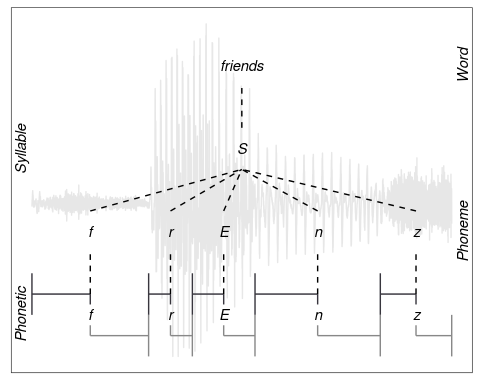 Word
friends
Syllable
S
Phoneme
f r E n z
Phonetic
f r E n z